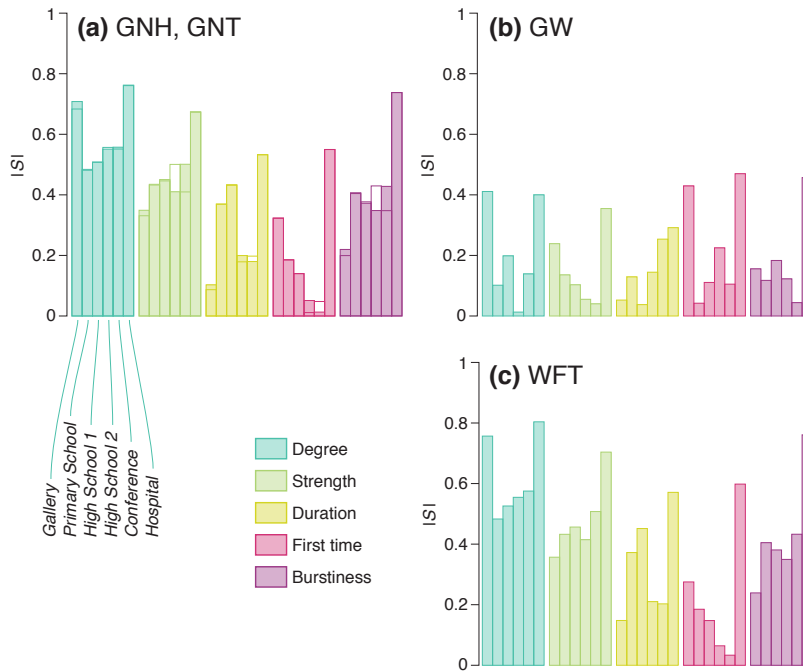 (a) GNH, GNT
1
0.8
0.6
0.4
0.2
0
|S|
Gallery
Primary School
High School 1
High School 2
Conference
Hospital
(b) GW
1
0.8
0.6
0.4
0.2
0
|S|
Degree
Strength
Duration
First time
Burstiness
(c) WFT
1
0.8
0.6
0.4
0.2
0
|S|